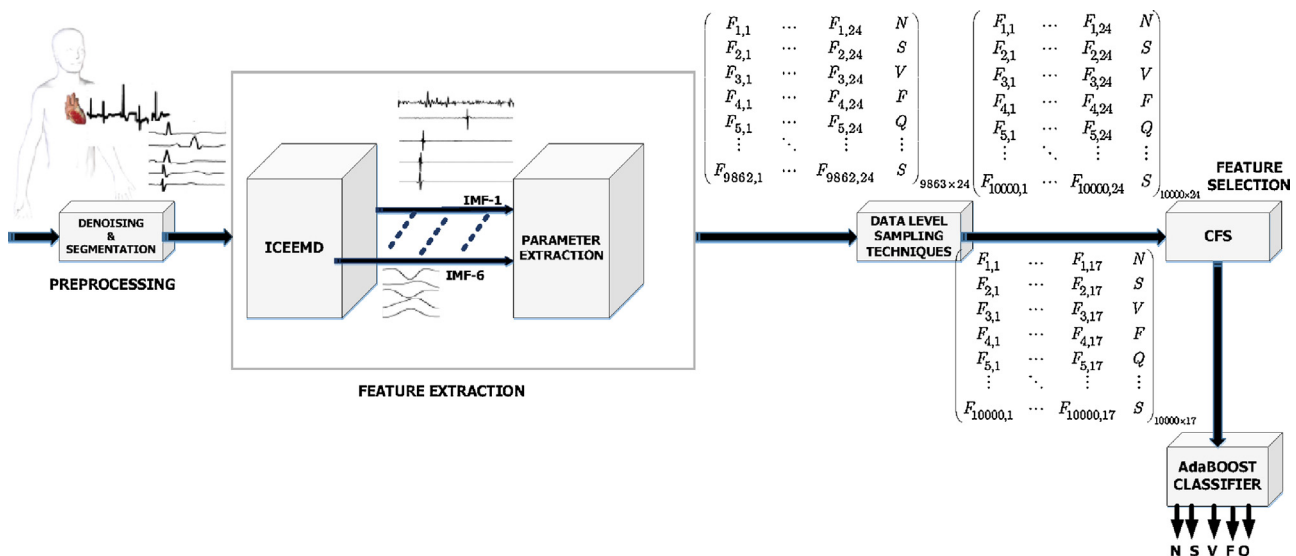 DENOISING
&
SEGMENTATION
PREPROCESSING
ICEEMD
IMF-1
IMF-6
PARAMETER
EXTRACTION
FEATURE EXTRACTION
F1,1 ⋯ F1,24 N
F2,1 ⋯ F2,24 S
F3,1 ⋯ F3,24 V
F4,1 ⋯ F4,24 F
F5,1 ⋯ F5,24 Q
⋮ ⋱ ⋮ ⋮
F9862,1 ⋯ F9862,24 S
9863×24
DATA LEVEL
SAMPLING
TECHNIQUES
F1,1 ⋯ F1,24 N
F2,1 ⋯ F2,24 S
F3,1 ⋯ F3,24 V
F4,1 ⋯ F4,24 F
F5,1 ⋯ F5,24 Q
⋮ ⋱ ⋮ ⋮
F10000,1 ⋯ F10000,24 S
10000×24
FEATURE
SELECTION
CFS
F1,1 ⋯ F1,17 N
F2,1 ⋯ F2,17 S
F3,1 ⋯ F3,17 V
F4,1 ⋯ F4,17 F
F5,1 ⋯ F5,17 Q
⋮ ⋱ ⋮ ⋮
F10000,1 ⋯ F10000,17 S
10000×17
AdaBOOST
CLASSIFIER
N S V F Q